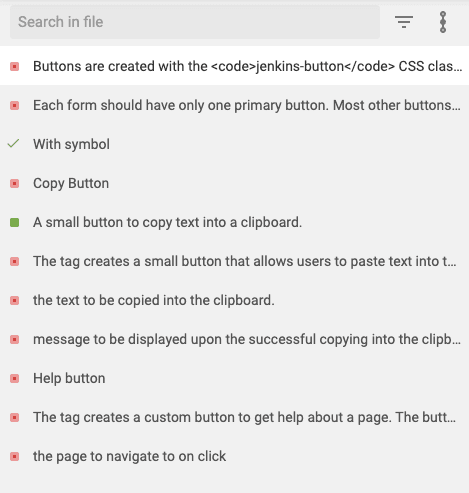 Search in file
Buttons are created with the <code>jenkins-button</code> CSS clas...
Each form should have only one primary button. Most other buttons...
With symbol
Copy Button
A small button to copy text into a clipboard.
The tag creates a small button that allows users to paste text into t...
the text to be copied into the clipboard.
message to be displayed upon the successful copying into the clipb...
Help button
The tag creates a custom button to get help about a page. The butt...
the page to navigate to on click